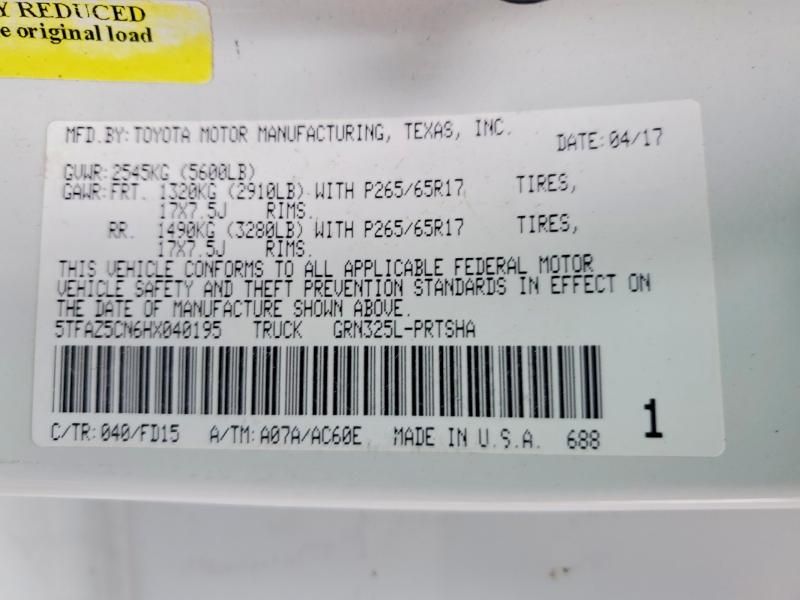 Y REDUCED
e original load
MFD.BY:TOYOTA MOTOR MANUFACTURING, TEXAS, INC. DATE:04/17
GVWR:2545KG (5600LB)
GAWR:FRT. 1320KG (2910LB) WITH P265/65R17 TIRES,
17X7.5J RIMS.
RR. 1490KG (3280LB) WITH P265/65R17 TIRES,
17X7.5J RIMS.
THIS VEHICLE CONFORMS TO ALL APPLICABLE FEDERAL MOTOR
VEHICLE SAFETY AND THEFT PREVENTION STANDARDS IN EFFECT ON
THE DATE OF MANUFACTURE SHOWN ABOVE.
5TFAZ5CN6HX040195 TRUCK GRN325L-PRTSHA
1
C/TR:040/FD15 A/TM:A07A/AC60E MADE IN U.S.A. 688